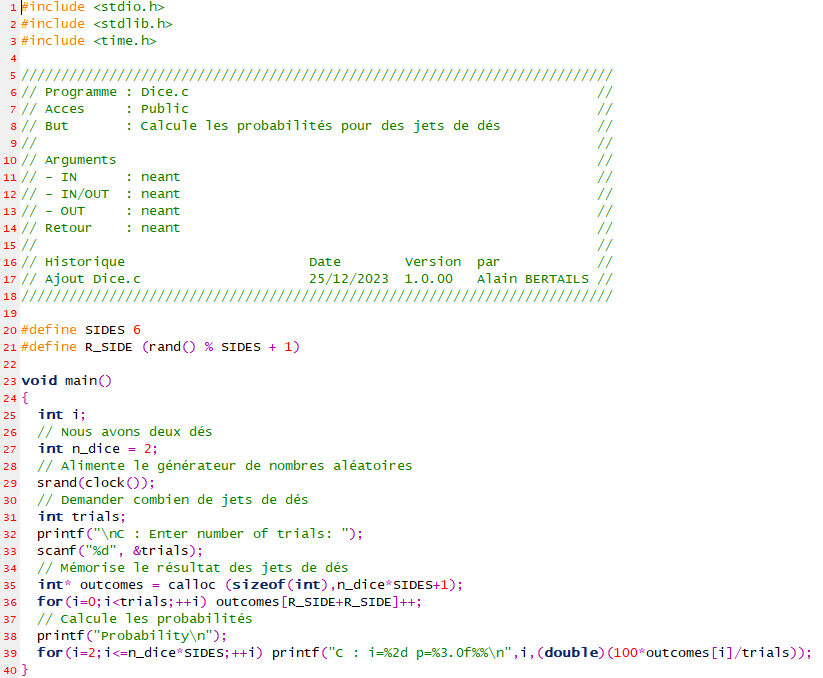 1 #include <stdio.h>
2 #include <stdlib.h>
3 #include <time.h>
4
5 //////////////////////////////////////////////////////////////////////////
6 // Programme : Dice.c                                                   //
7 // Acces     : Public                                                   //
8 // But       : Calcule les probabilités pour des jets de dés            //
9 //                                                                      //
10 // Arguments                                                            //
11 // - IN      : neant                                                    //
12 // - IN/OUT  : neant                                                    //
13 // - OUT     : neant                                                    //
14 // Retour    : neant                                                    //
15 //                                                                      //
16 // Historique                       Date        Version  par            //
17 // Ajout Dice.c                     25/12/2023  1.0.00   Alain BERTAILS //
18 //////////////////////////////////////////////////////////////////////////
19
20 #define SIDES 6
21 #define R_SIDE (rand() % SIDES + 1)
22
23 void main()
24 {
25   int i;
26   // Nous avons deux dés
27   int n_dice = 2;
28   // Alimente le générateur de nombres aléatoires
29   srand(clock());
30   // Demander combien de jets de dés
31   int trials;
32   printf("\nC : Enter number of trials: ");
33   scanf("%d", &trials);
34   // Mémorise le résultat des jets de dés
35   int* outcomes = calloc (sizeof(int),n_dice*SIDES+1);
36   for(i=0;i<trials;++i) outcomes[R_SIDE+R_SIDE]++;
37   // Calcule les probabilités
38   printf("Probability\n");
39   for(i=2;i<=n_dice*SIDES;++i) printf("C : i=%2d p=%3.0f%%\n",i,(double)(100*outcomes[i]/trials));
40 }